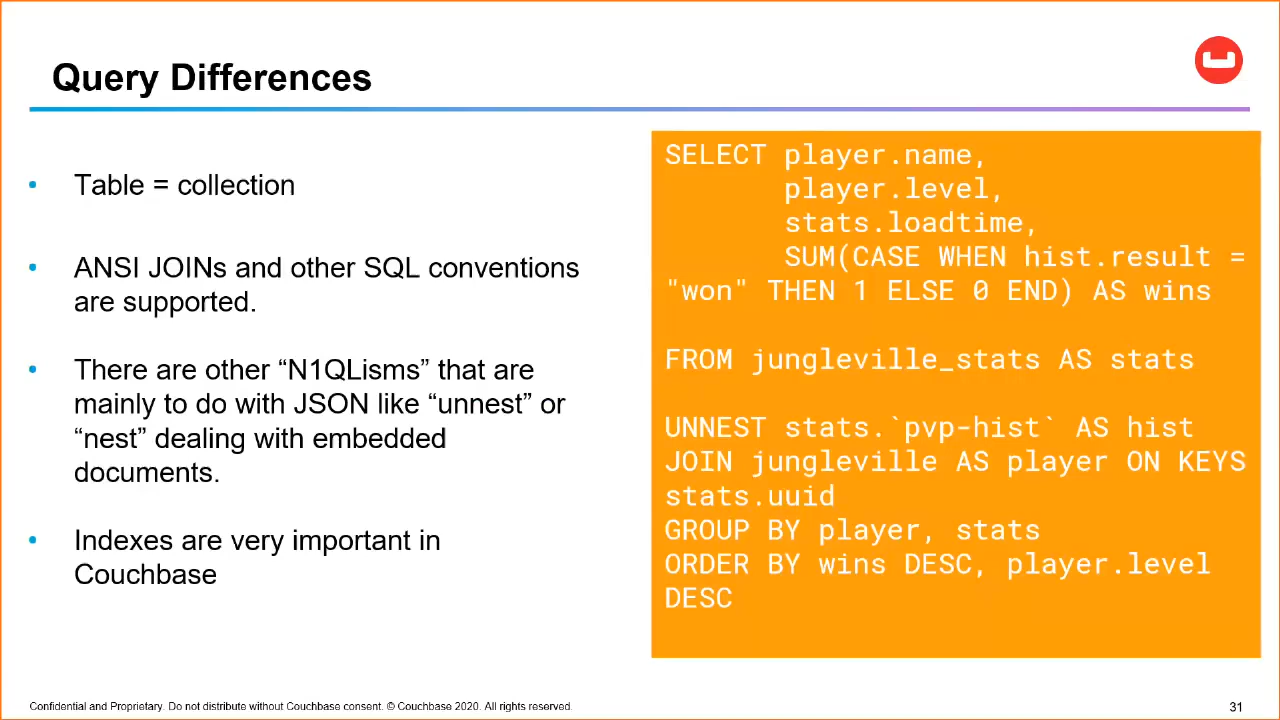 Query Differences
• Table = collection
• ANSI JOINs and other SQL conventions
are supported.
• There are other “N1QLisms” that are
mainly to do with JSON like “unnest” or
“nest” dealing with embedded
documents.
• Indexes are very important in
Couchbase
SELECT player.name,
player.level,
stats.loadtime,
SUM(CASE WHEN hist.result =
"won" THEN 1 ELSE 0 END) AS wins
FROM jungleville_stats AS stats
UNNEST stats.`pvp-hist` AS hist
JOIN jungleville AS player ON KEYS
stats.uuid
GROUP BY player, stats
ORDER BY wins DESC, player.level
DESC
Confidential and Proprietary. Do not distribute without Couchbase consent. © Couchbase 2020. All rights reserved.
31